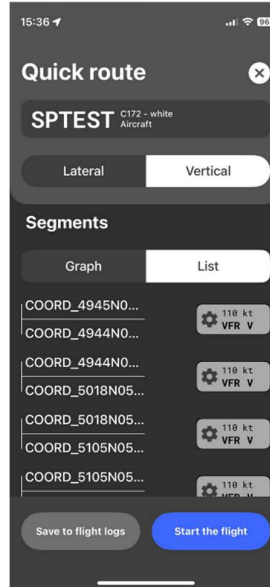 15:36
96
Quick route
SPTEST C172 - white
Aircraft
Lateral Vertical
Segments
Graph List
COORD_4945N0...
COORD_4944N0...
110 kt
VFR V
COORD_4944N0...
COORD_5018N05...
110 kt
VFR V
COORD_5018N05...
COORD_5105N05...
110 kt
VFR V
COORD_5105N05...
110 kt
VFR V
Save to flight logs Start the flight